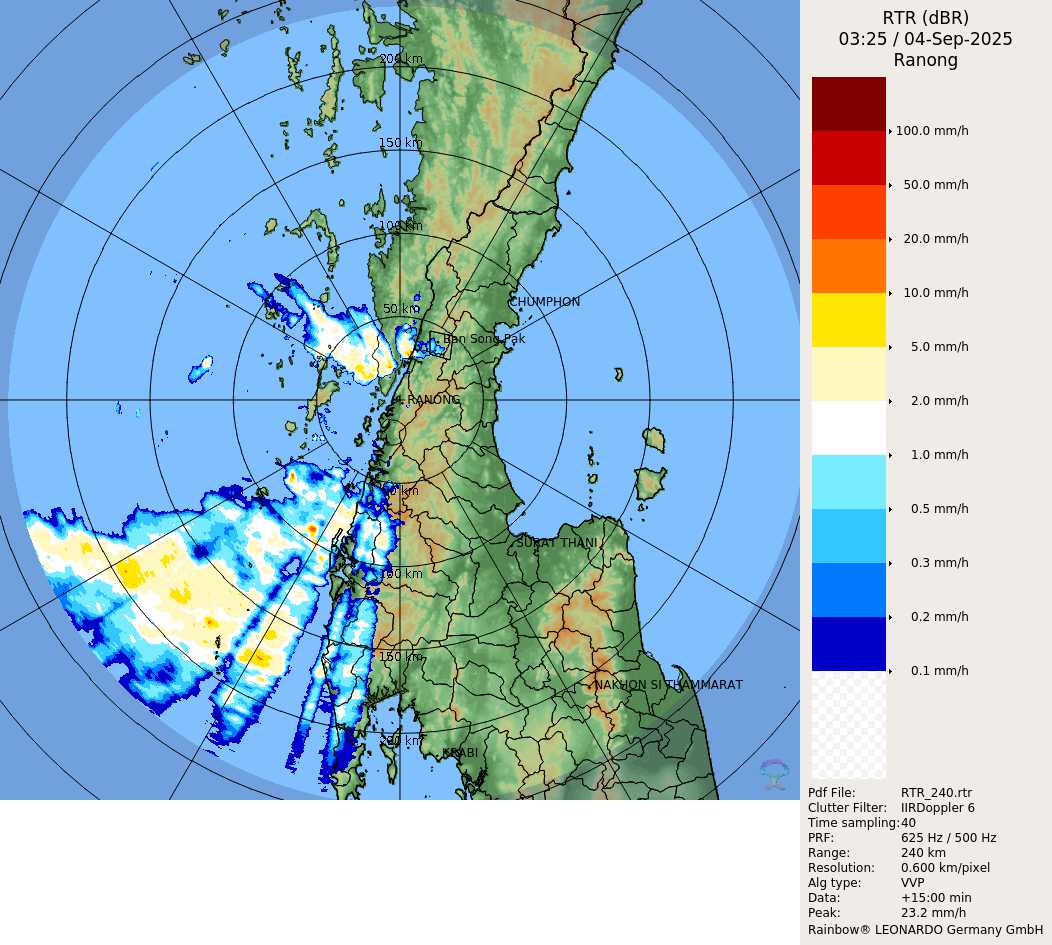 RTR (dBR)
03:25 / 04-Sep-2025
Ranong
200 km
150 km
100 km
50 km
CHUMPHON
Ban Song Pak
RANONG
50 km
SURAT THANI
100 km
150 km
NAKHON SI THAMMARAT
200 km
KRABI
100.0 mm/h
50.0 mm/h
20.0 mm/h
10.0 mm/h
5.0 mm/h
2.0 mm/h
1.0 mm/h
0.5 mm/h
0.3 mm/h
0.2 mm/h
0.1 mm/h
Pdf File: RTR_240.rtr
Clutter Filter: IIRDoppler 6
Time sampling:40
PRF: 625 Hz / 500 Hz
Range: 240 km
Resolution: 0.600 km/pixel
Alg type: VVP
Data: +15:00 min
Peak: 23.2 mm/h
Rainbow® LEONARDO Germany GmbH